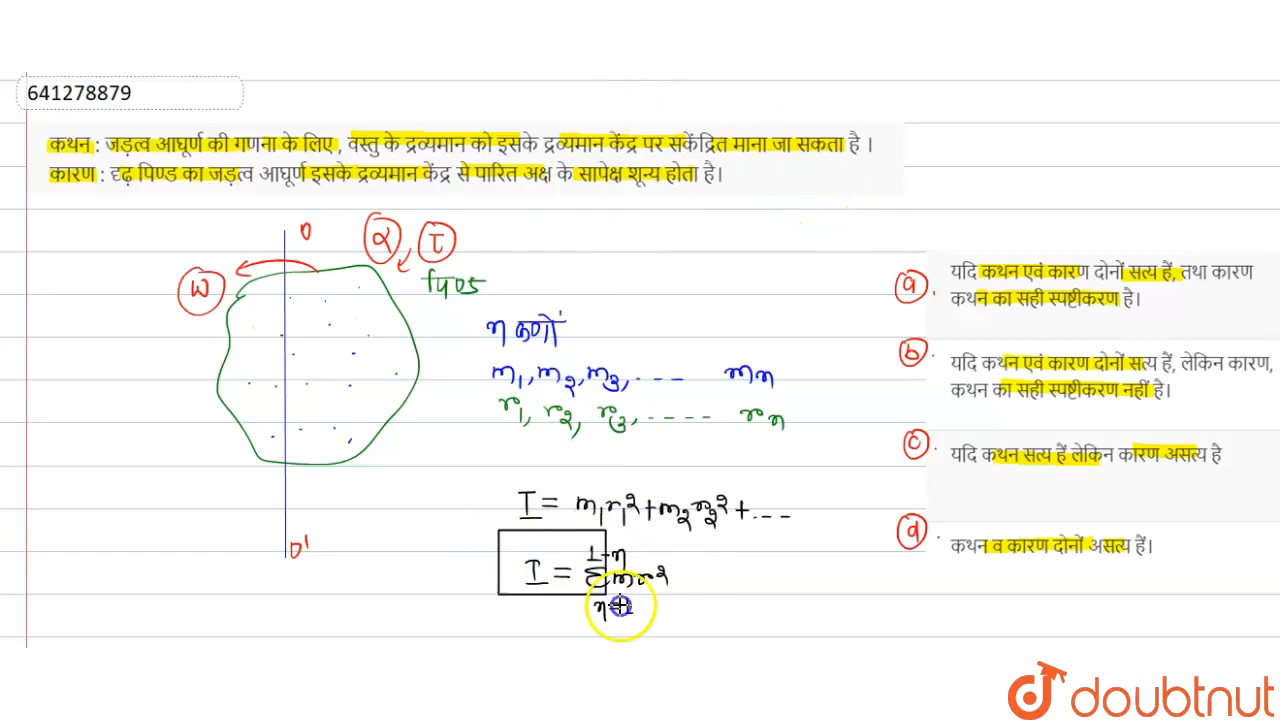 641278879
कथन : जड़त्व आघूर्ण की गणना के लिए , वस्तु के द्रव्यमान को इसके द्रव्यमान केंद्र पर सकेंद्रित माना जा सकता है ।
कारण : दृढ़ पिण्ड का जड़त्व आघूर्ण इसके द्रव्यमान केंद्र से पारित अक्ष के सापेक्ष शून्य होता है।
O
α
τ
ω
पिण्ड
n कणों
m₁, m₂, m₃, ---- mₙ
r₁, r₂, r₃, ----- rₙ
I = m₁r₁² + m₂r₂² + ---
I = Σ mr²
O'
a
यदि कथन एवं कारण दोनों सत्य हैं, तथा कारण
कथन का सही स्पष्टीकरण है।
b
यदि कथन एवं कारण दोनों सत्य हैं, लेकिन कारण,
कथन का सही स्पष्टीकरण नहीं है।
c
यदि कथन सत्य हैं लेकिन कारण असत्य है
d
कथन व कारण दोनों असत्य हैं।
doubtnut